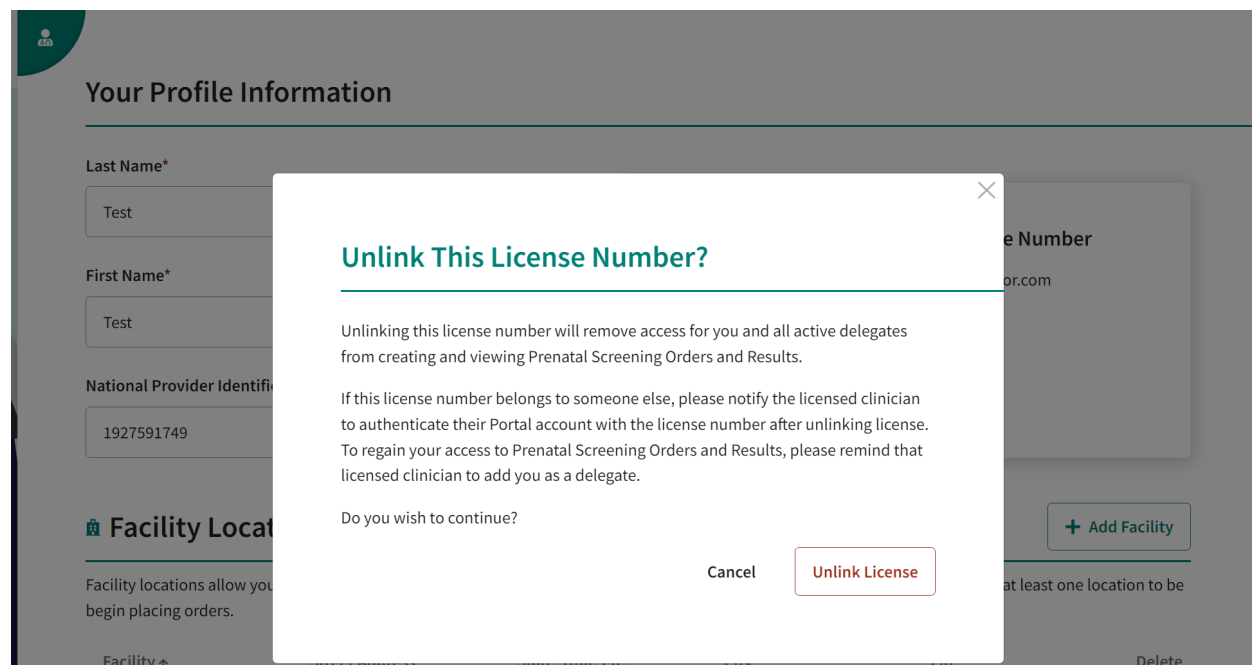 Your Profile Information
Last Name*
Test
First Name*
Test
National Provider
1927591749
Number
or.com
Unlink This License Number?
Unlinking this license number will remove access for you and all active delegates
from creating and viewing Prenatal Screening Orders and Results.
If this license number belongs to someone else, please notify the licensed clinician
to authenticate their Portal account with the license number after unlinking license.
To regain your access to Prenatal Screening Orders and Results, please remind that
licensed clinician to add you as a delegate.
Do you wish to continue?
Cancel
Unlink License
Facility
+ Add Facility
Facility locations allow you
at least one location to be
begin placing orders.
Facility ↑
Delete